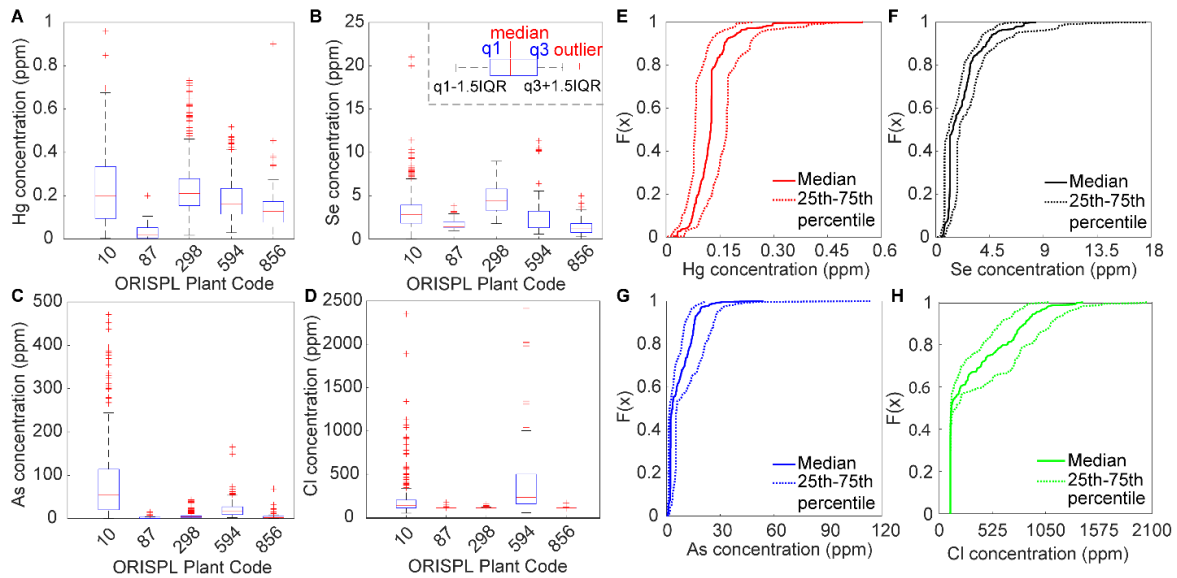 A
Hg concentration (ppm)
1
0.8
0.6
0.4
0.2
0
10
87
298
594
856
ORISPL Plant Code
B
Se concentration (ppm)
25
20
15
10
5
0
median
q1
q3
outlier
q1-1.5IQR
q3+1.5IQR
10
87
298
594
856
ORISPL Plant Code
E
F(x)
1
0.8
0.6
0.4
0.2
0
Median
25th-75th
percentile
0
0.15
0.3
0.45
0.6
Hg concentration (ppm)
F
F(x)
1
0.8
0.6
0.4
0.2
0
Median
25th-75th
percentile
0
4.5
9
13.5
18
Se concentration (ppm)
C
As concentration (ppm)
500
400
300
200
100
0
10
87
298
594
856
ORISPL Plant Code
D
Cl concentration (ppm)
2500
2000
1500
1000
500
0
10
87
298
594
856
ORISPL Plant Code
G
F(x)
1
0.8
0.6
0.4
0.2
0
Median
25th-75th
percentile
0
30
60
90
120
As concentration (ppm)
H
F(x)
1
0.8
0.6
0.4
0.2
0
Median
25th-75th
percentile
0
525
1050
1575
2100
Cl concentration (ppm)